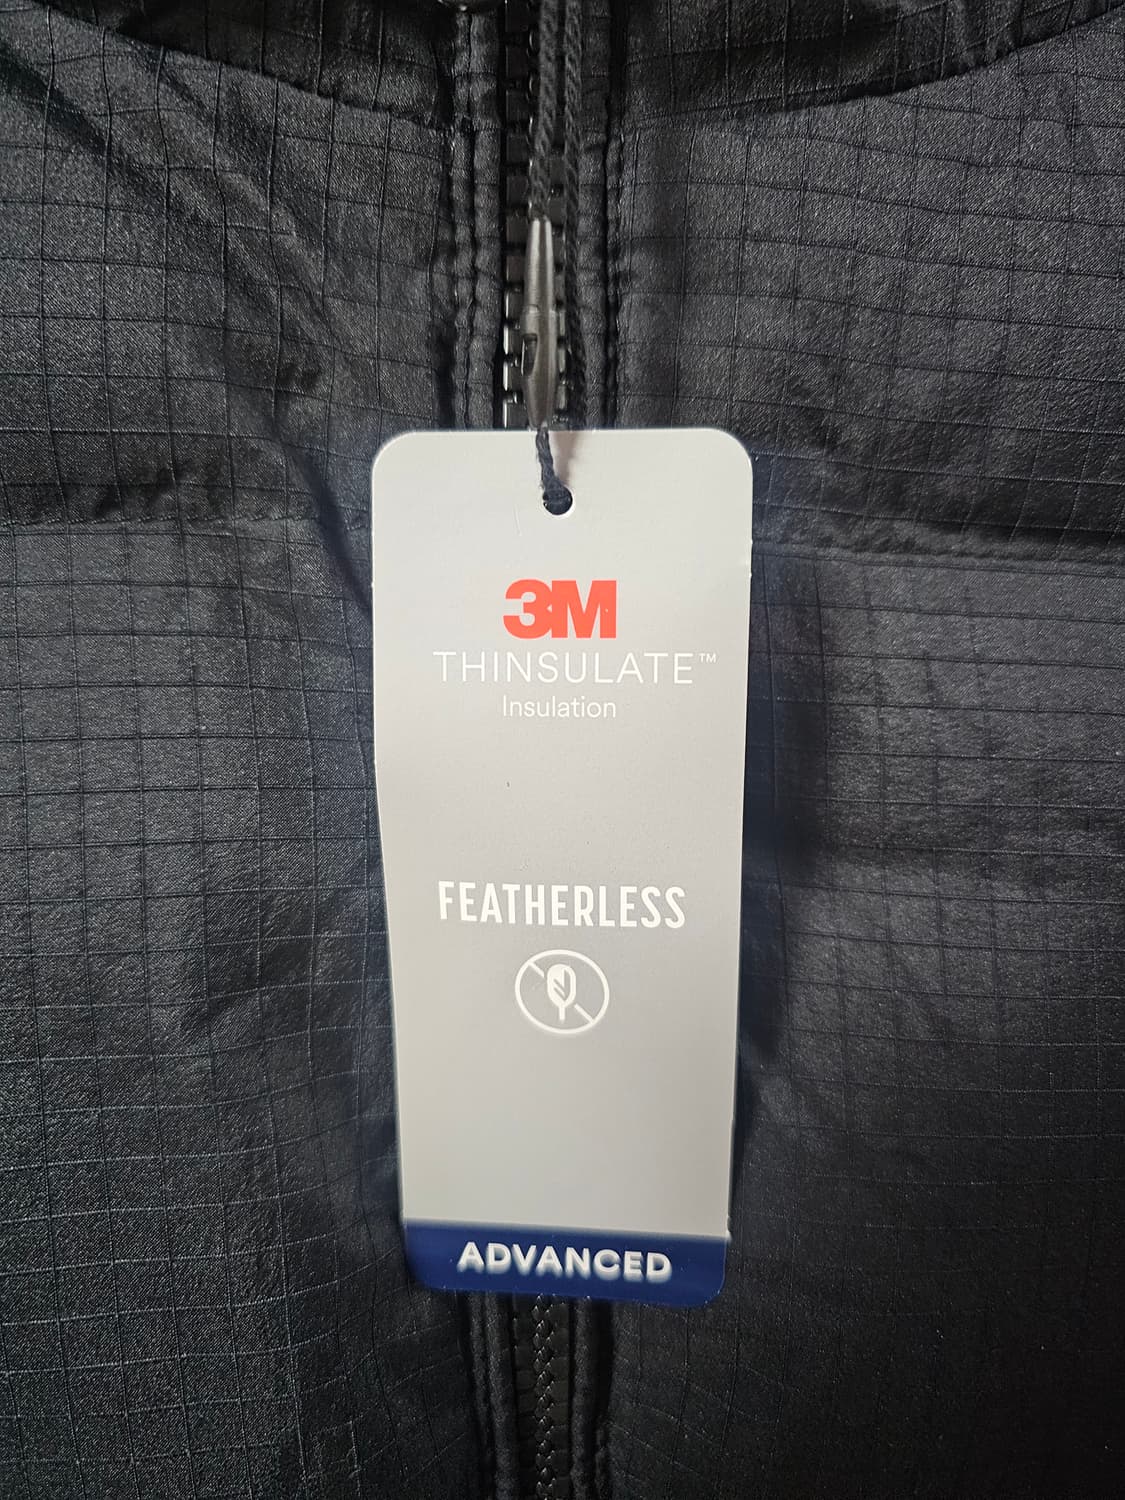 3M
THINSULATE™
Insulation
FEATHERLESS
ADVANCED